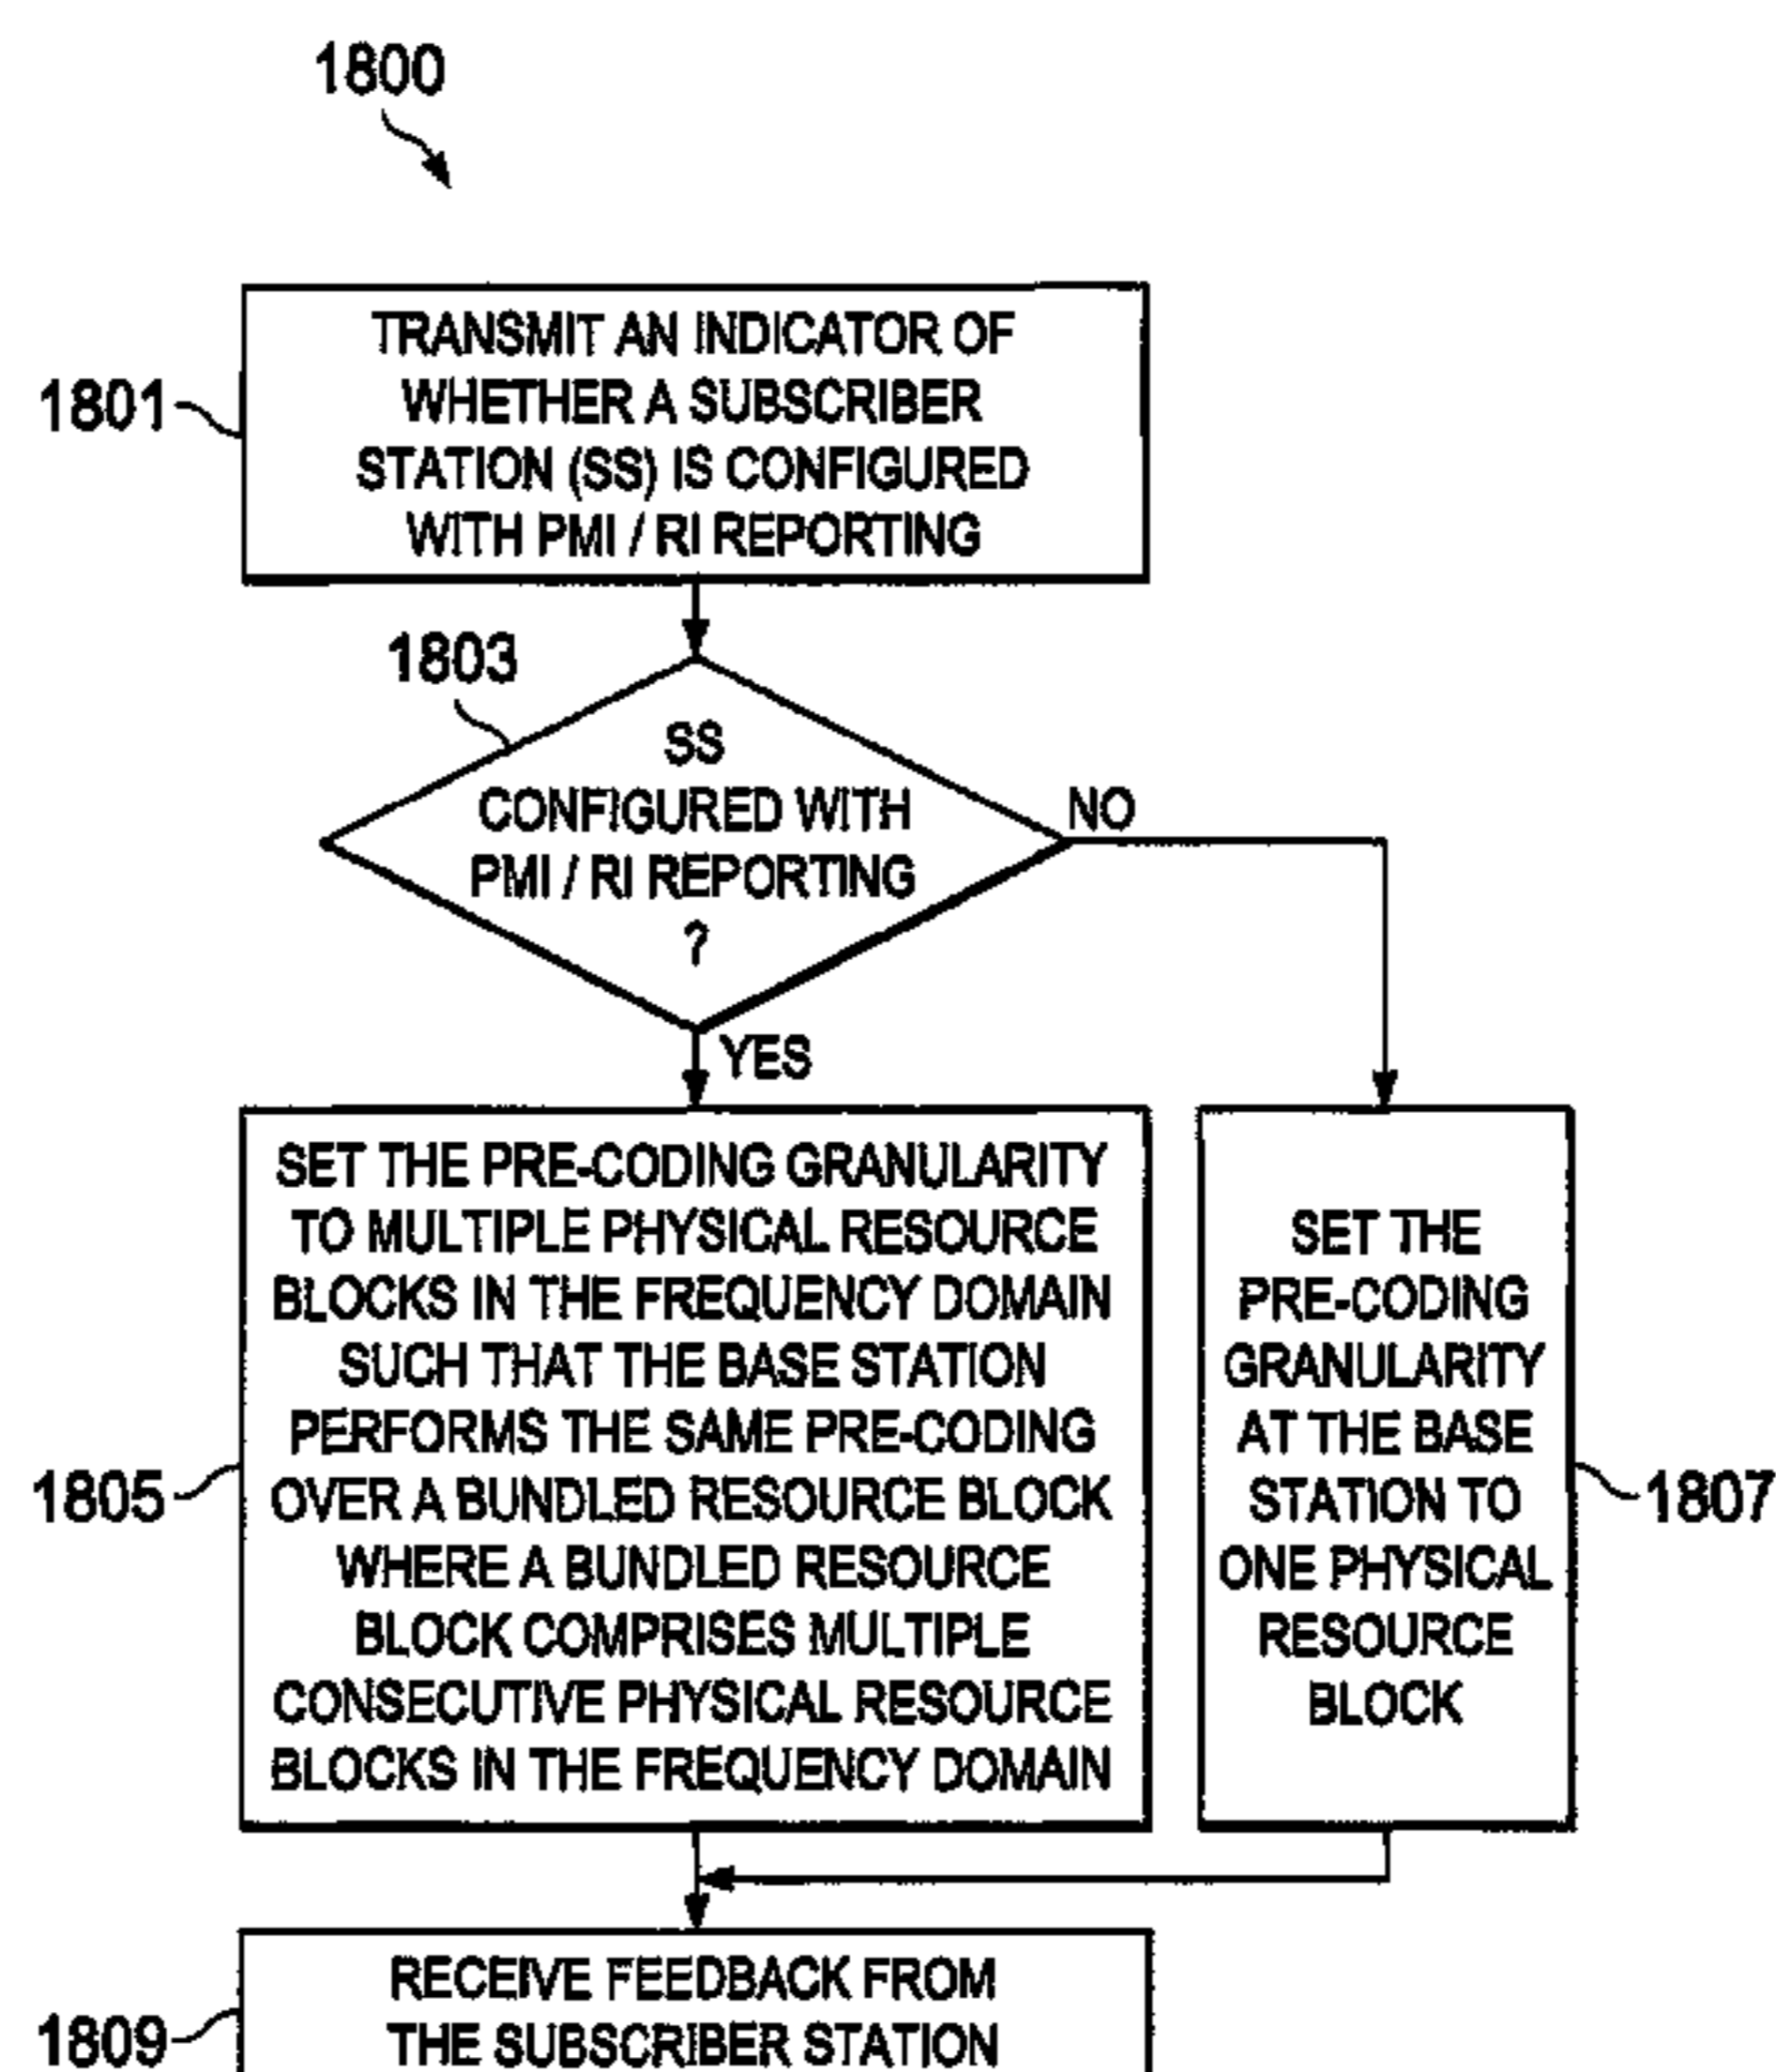 1800
TRANSMIT AN INDICATOR OF
WHETHER A SUBSCRIBER
STATION (SS) IS CONFIGURED
WITH PMI / RI REPORTING
1801
1803
SS
CONFIGURED WITH
PMI / RI REPORTING
?
NO
YES
SET THE PRE-CODING GRANULARITY
TO MULTIPLE PHYSICAL RESOURCE
BLOCKS IN THE FREQUENCY DOMAIN
SUCH THAT THE BASE STATION
PERFORMS THE SAME PRE-CODING
OVER A BUNDLED RESOURCE BLOCK
WHERE A BUNDLED RESOURCE
BLOCK COMPRISES MULTIPLE
CONSECUTIVE PHYSICAL RESOURCE
BLOCKS IN THE FREQUENCY DOMAIN
1805
SET THE
PRE-CODING
GRANULARITY
AT THE BASE
STATION TO
ONE PHYSICAL
RESOURCE
BLOCK
1807
RECEIVE FEEDBACK FROM
THE SUBSCRIBER STATION
1809